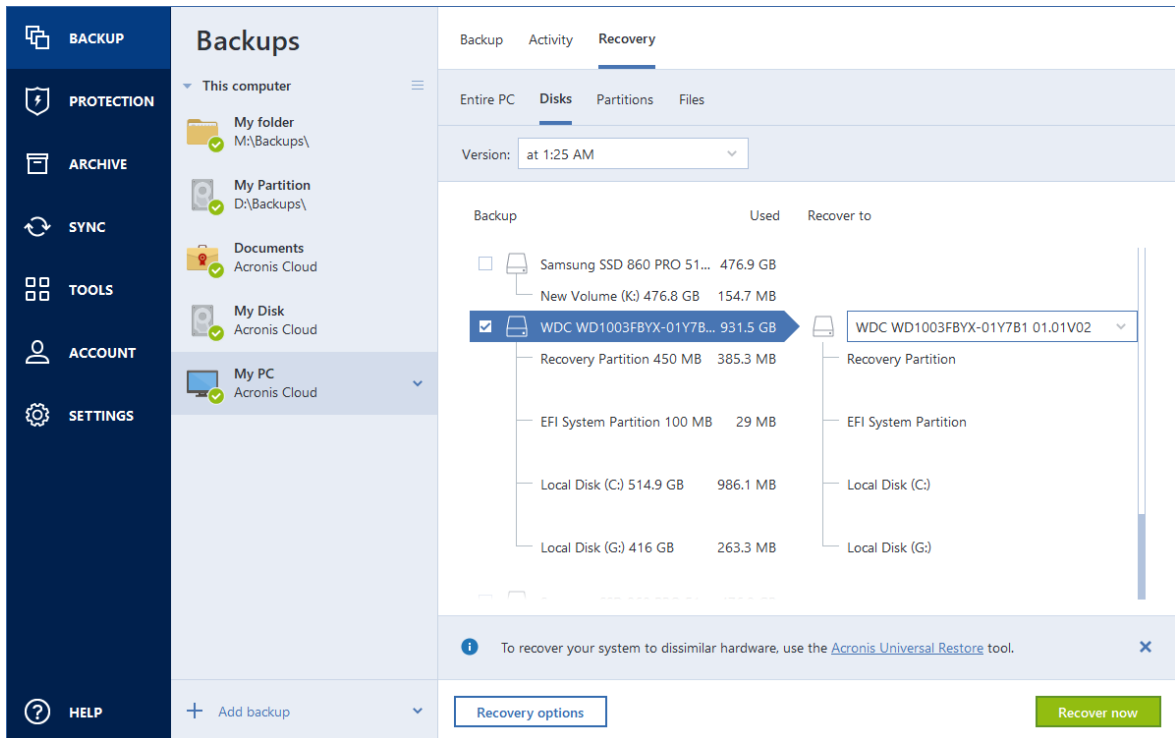 BACKUP
PROTECTION
ARCHIVE
SYNC
TOOLS
ACCOUNT
SETTINGS
HELP
Backups
This computer
My folder
M:\Backups\
My Partition
D:\Backups\
Documents
Acronis Cloud
My Disk
Acronis Cloud
My PC
Acronis Cloud
Add backup
Backup Activity Recovery
Entire PC Disks Partitions Files
Version: at 1:25 AM
Backup Used Recover to
Samsung SSD 860 PRO 51... 476.9 GB
New Volume (K:) 476.8 GB 154.7 MB
WDC WD1003FBYX-01Y7B... 931.5 GB WDC WD1003FBYX-01Y7B1 01.01V02
Recovery Partition 450 MB 385.3 MB Recovery Partition
EFI System Partition 100 MB 29 MB EFI System Partition
Local Disk (C:) 514.9 GB 986.1 MB Local Disk (C:)
Local Disk (G:) 416 GB 263.3 MB Local Disk (G:)
To recover your system to dissimilar hardware, use the Acronis Universal Restore tool.
Recovery options
Recover now